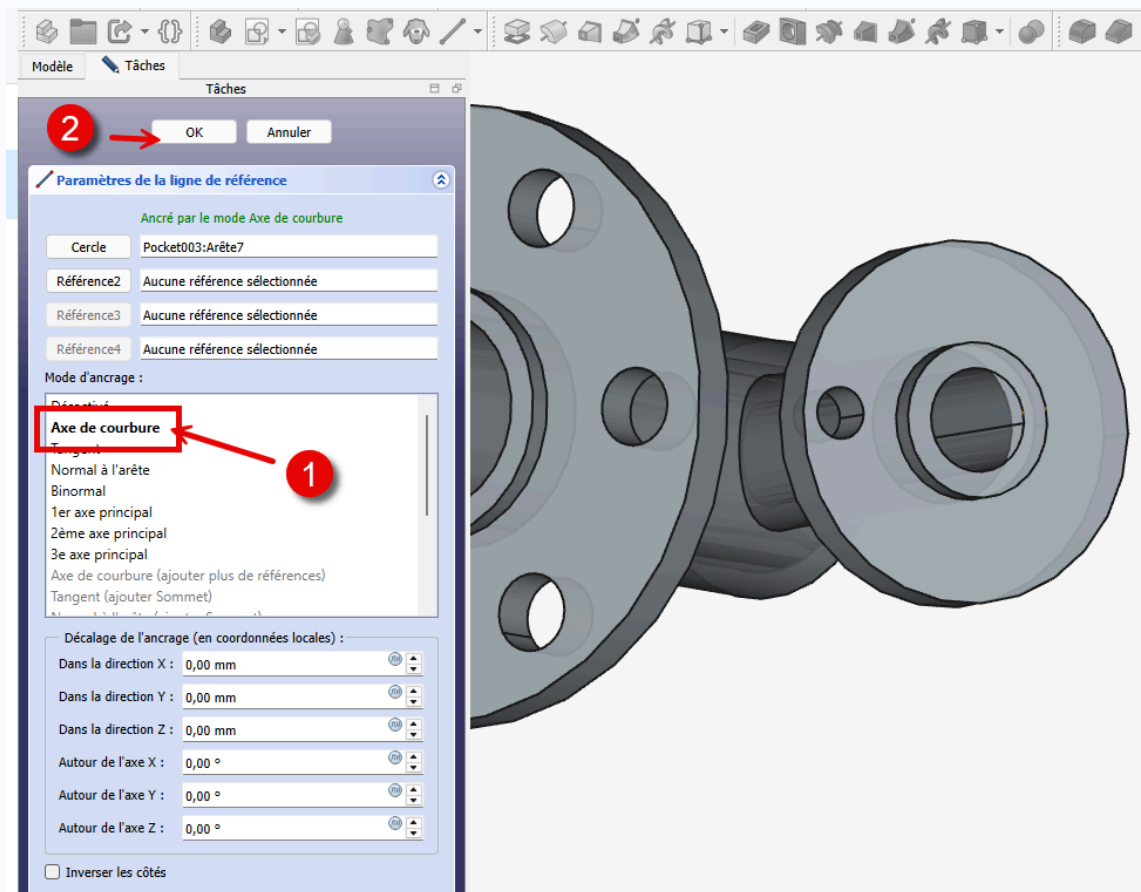 Modèle
Tâches
Tâches
2
OK
Annuler
Paramètres de la ligne de référence
Ancré par le mode Axe de courbure
Cercle
Pocket003:Arête7
Référence2
Aucune référence sélectionnée
Référence3
Aucune référence sélectionnée
Référence4
Aucune référence sélectionnée
Mode d'ancrage :
Axe de courbure
Tangent
Normal à l'arête
1
Binormal
1er axe principal
2ème axe principal
3e axe principal
Axe de courbure (ajouter plus de références)
Tangent (ajouter Sommet)
Décalage de l'ancrage (en coordonnées locales) :
Dans la direction X : 0,00 mm
Dans la direction Y : 0,00 mm
Dans la direction Z : 0,00 mm
Autour de l'axe X : 0,00 °
Autour de l'axe Y : 0,00 °
Autour de l'axe Z : 0,00 °
Inverser les côtés